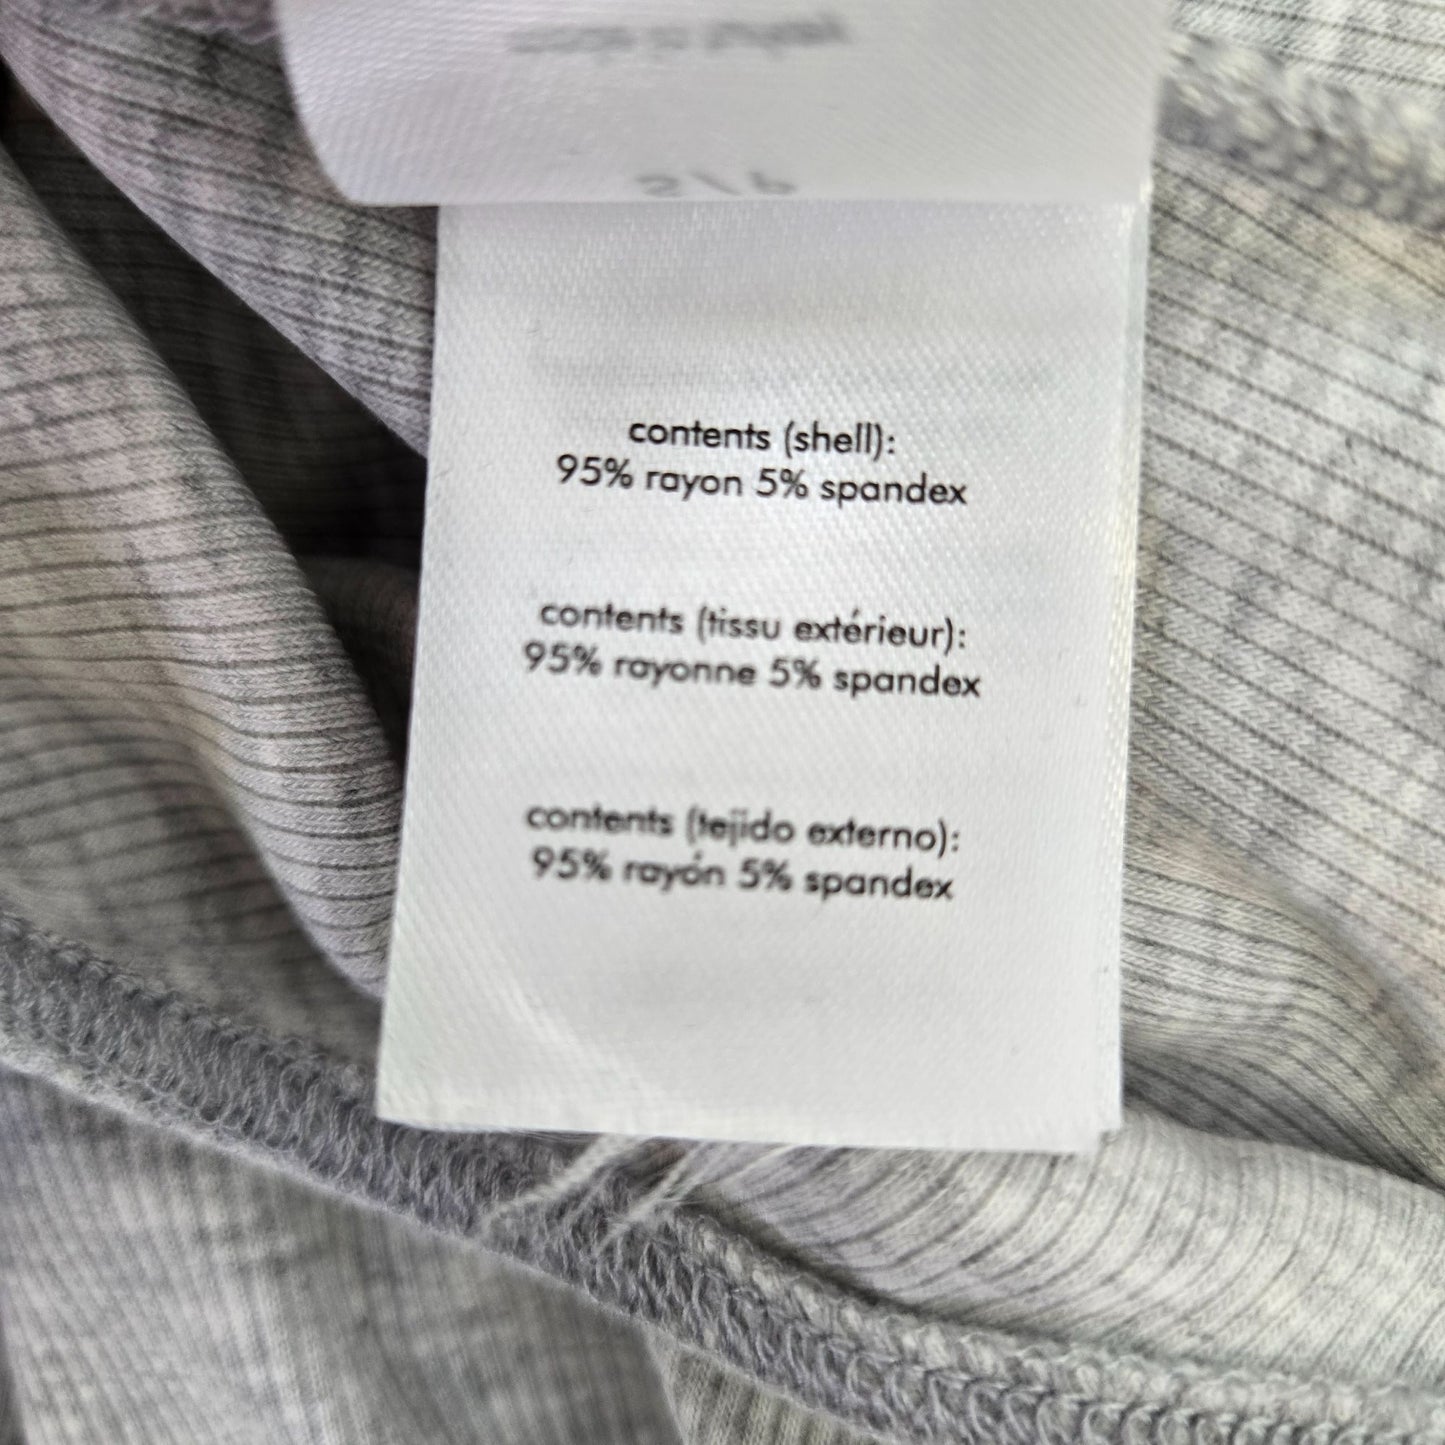 S/P
contents (shell):
95% rayon 5% spandex
contents (tissu extérieur):
95% rayonne 5% spandex
contents (tejido externo):
95% rayón 5% spandex